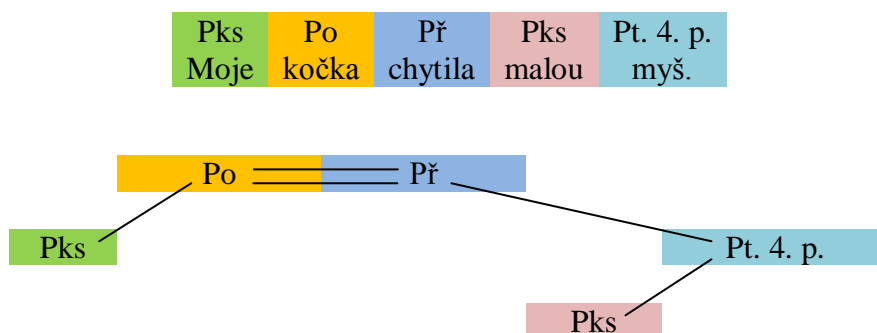 Pks Po Př Pks Pt. 4. p.
Moje kočka chytila malou myš.
Po Př
Pks Pt. 4. p.
Pks